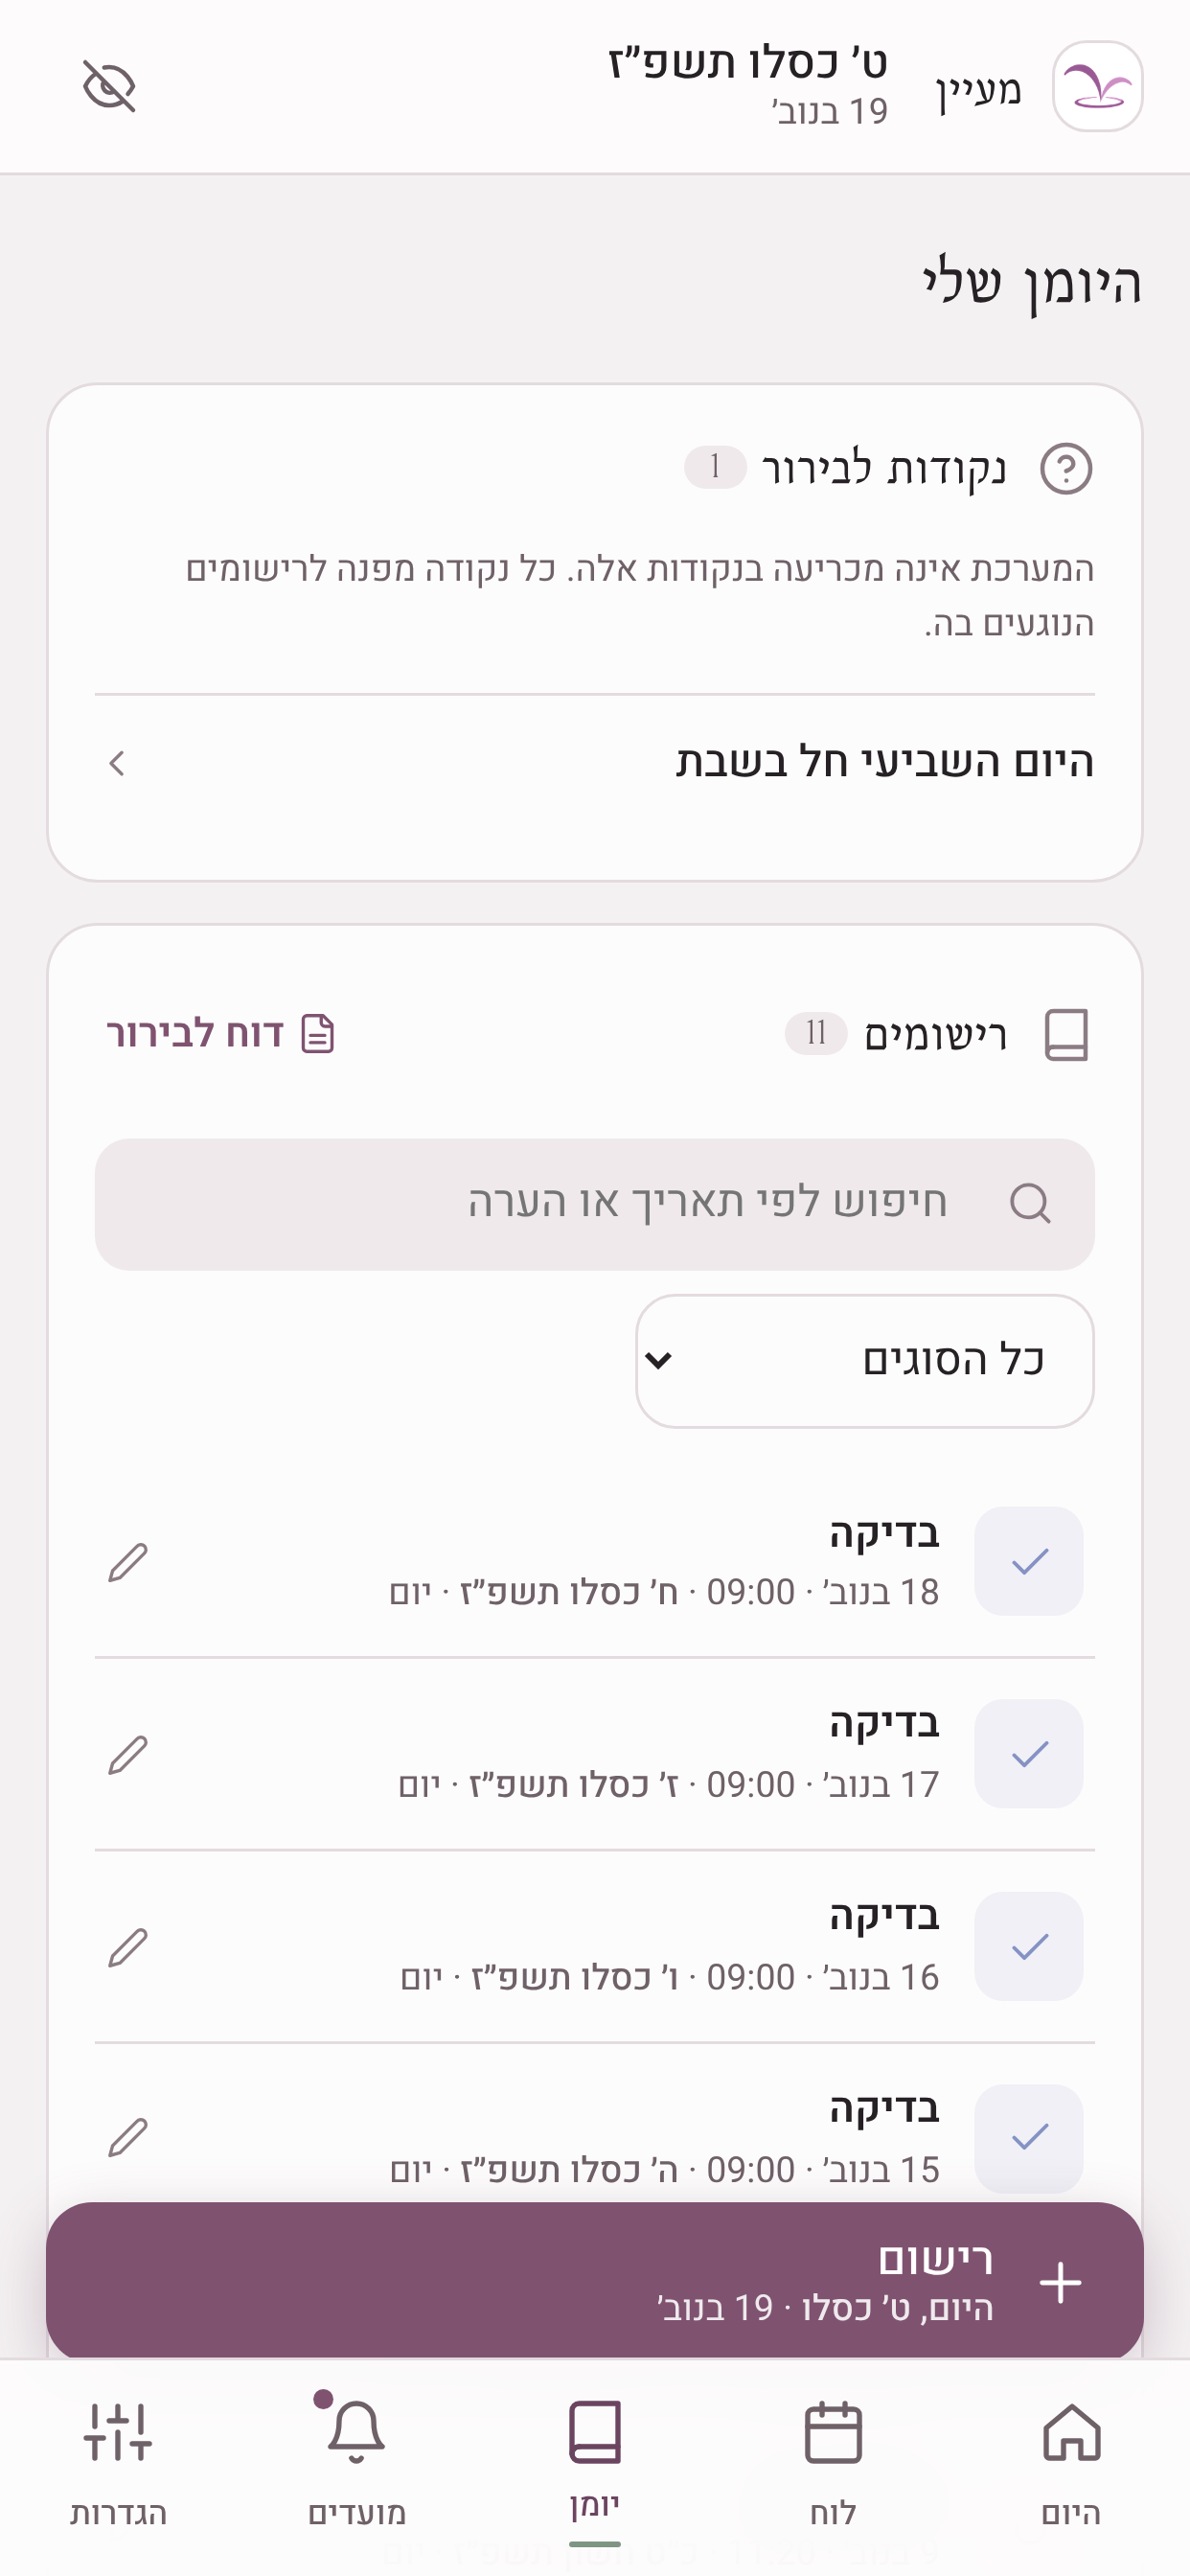 מעיין
ט׳ כסלו תשפ״ז
19 בנוב׳
היומן שלי
נקודות לבירור 1
המערכת אינה מכריעה בנקודות אלה. כל נקודה מפנה לרישומים
הנוגעים בה.
היום השביעי חל בשבת
רישומים 11
דוח לבירור
חיפוש לפי תאריך או הערה
כל הסוגים
בדיקה
18 בנוב׳ · 09:00 · ח׳ כסלו תשפ״ז · יום
בדיקה
17 בנוב׳ · 09:00 · ז׳ כסלו תשפ״ז · יום
בדיקה
16 בנוב׳ · 09:00 · ו׳ כסלו תשפ״ז · יום
בדיקה
15 בנוב׳ · 09:00 · ה׳ כסלו תשפ״ז · יום
רישום
היום, ט׳ כסלו · 19 בנוב׳
היום
לוח
יומן
מועדים
הגדרות